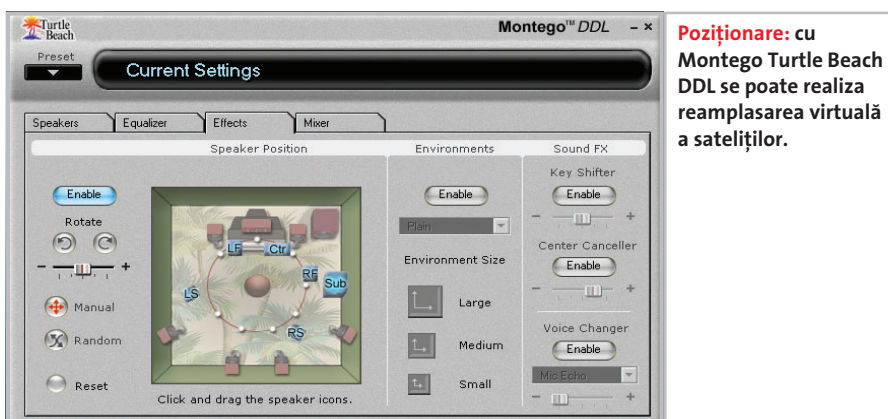 Turtle
Beach
Montego™ DDL
Preset
Current Settings
Speakers
Equalizer
Effects
Mixer
Speaker Position
Environments
Sound FX
Enable
Rotate
- +
Manual
Random
Reset
LF
Ctr
RF
Sub
LS
RS
Click and drag the speaker icons.
Enable
Plain
Environment Size
Large
Medium
Small
Key Shifter
Enable
- +
Center Canceller
Enable
- +
Voice Changer
Enable
Mic Echo
- +
Poziționare: cu
Montego Turtle Beach
DDL se poate realiza
reamplasarea virtuală
a sateliților.